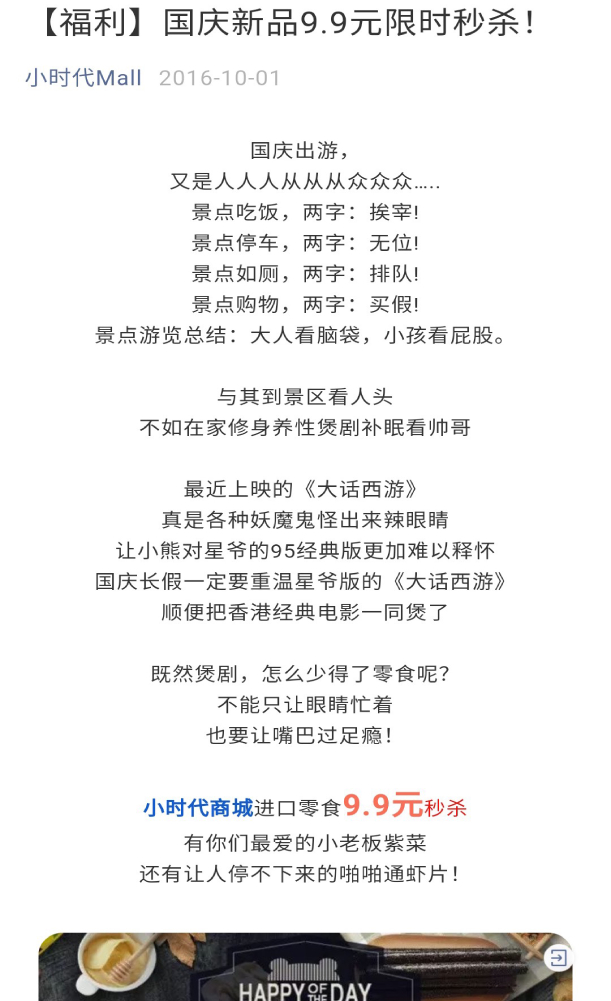 【福利】国庆新品9.9元限时秒杀！
小时代Mall 2016-10-01
国庆出游，
又是人人人从从从众众众…..
景点吃饭，两字：挨宰!
景点停车，两字：无位!
景点如厕，两字：排队!
景点购物，两字：买假!
景点游览总结：大人看脑袋，小孩看屁股。
与其到景区看人头
不如在家修身养性煲剧补眠看帅哥
最近上映的《大话西游》
真是各种妖魔鬼怪出来辣眼睛
让小熊对星爷的95经典版更加难以释怀
国庆长假一定要重温星爷版的《大话西游》
顺便把香港经典电影一同煲了
既然煲剧，怎么少得了零食呢？
不能只让眼睛忙着
也要让嘴巴过足瘾！
小时代商城进口零食9.9元秒杀
有你们最爱的小老板紫菜
还有让人停不下来的啪啪通虾片！
HAPPY OF THE DAY